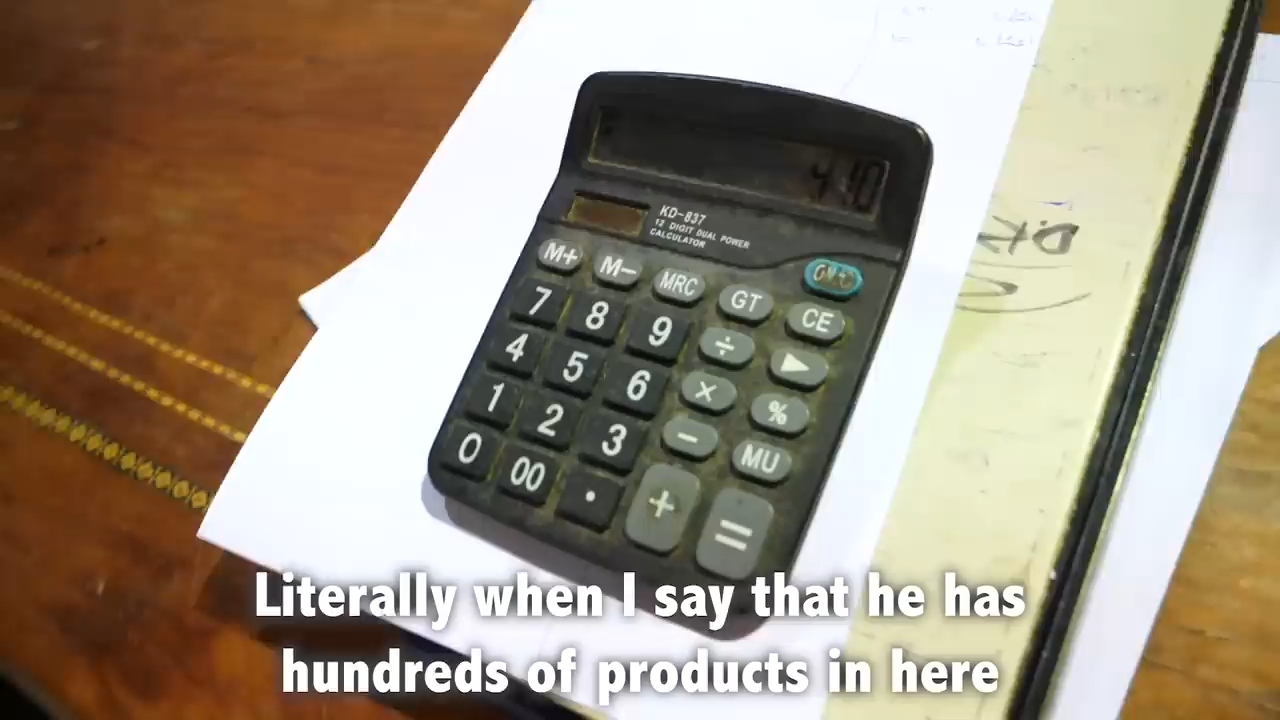 KD-837
12 DIGIT DUAL POWER
CALCULATOR
M+ M- MRC GT ON/C
7 8 9 ÷ CE
4 5 6 × ▶
1 2 3 − %
0 00 · + = MU
Literally when I say that he has
hundreds of products in here